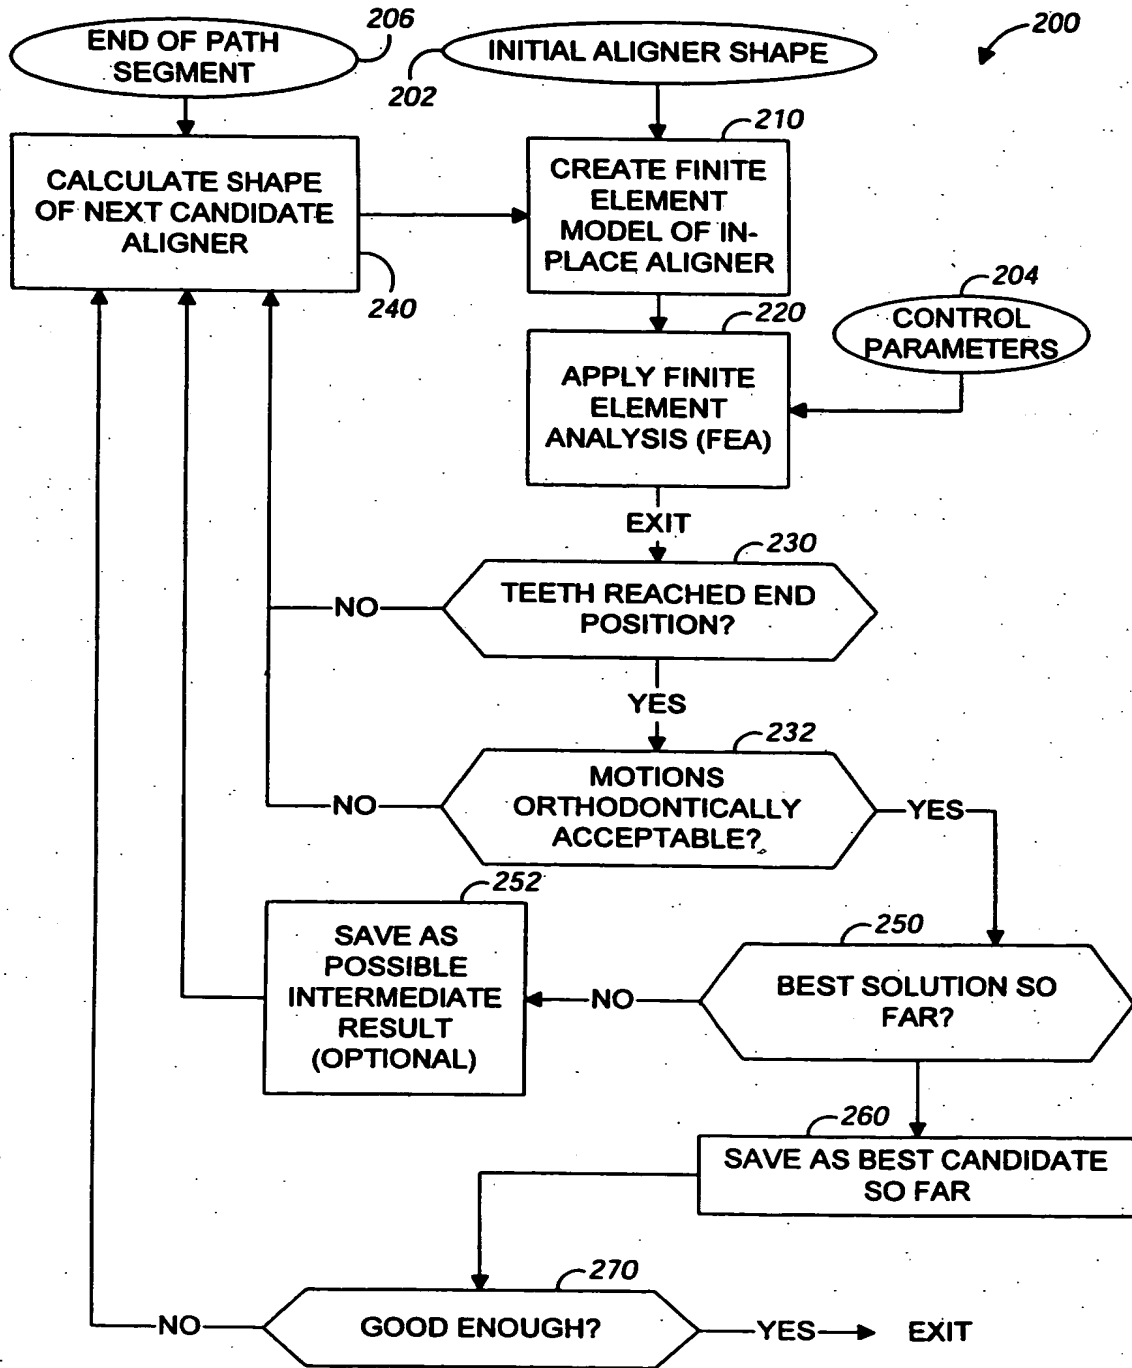 206
200
END OF PATH
SEGMENT
INITIAL ALIGNER SHAPE
202
210
CALCULATE SHAPE
OF NEXT CANDIDATE
ALIGNER
240
CREATE FINITE
ELEMENT
MODEL OF IN-
PLACE ALIGNER
204
CONTROL
PARAMETERS
220
APPLY FINITE
ELEMENT
ANALYSIS (FEA)
EXIT
230
TEETH REACHED END
POSITION?
NO
YES
232
MOTIONS
ORTHODONTICALLY
ACCEPTABLE?
NO
YES
252
SAVE AS
POSSIBLE
INTERMEDIATE
RESULT
(OPTIONAL)
250
BEST SOLUTION SO
FAR?
NO
260
SAVE AS BEST CANDIDATE
SO FAR
270
GOOD ENOUGH?
NO
YES
EXIT